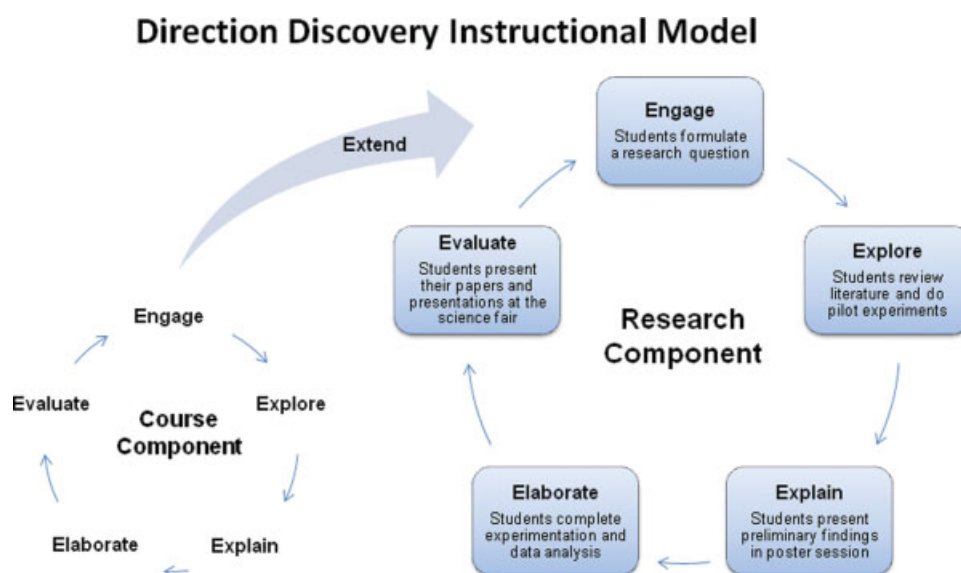 Direction Discovery Instructional Model
Extend
Engage
Students formulate
a research question
Explore
Students review
literature and do
pilot experiments
Explain
Students present
preliminary findings
in poster session
Elaborate
Students complete
experimentation and
data analysis
Evaluate
Students present
their papers and
presentations at the
science fair
Research
Component
Engage
Explore
Explain
Elaborate
Evaluate
Course
Component